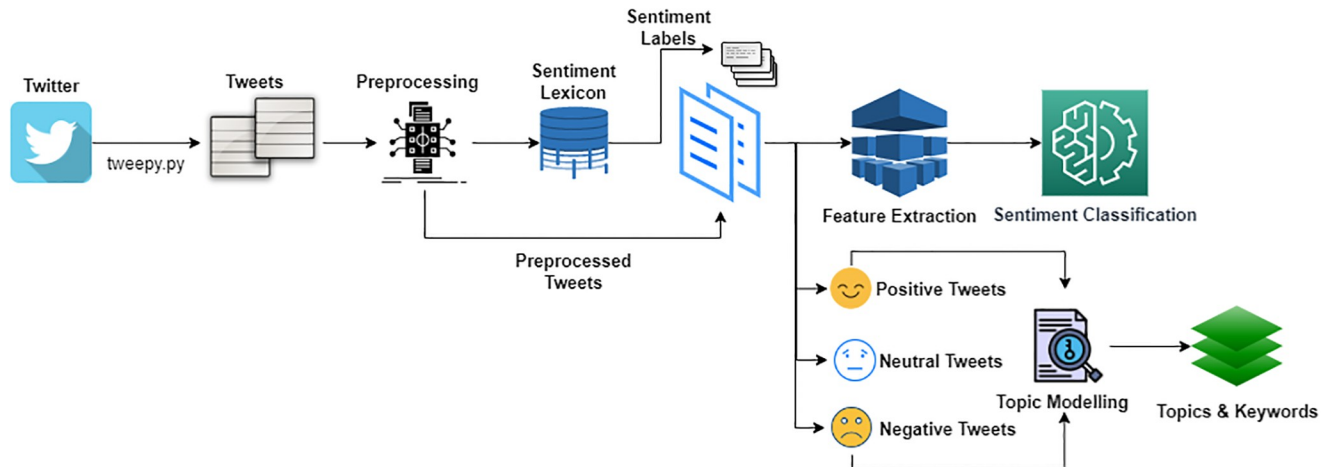 Twitter
tweepy.py
Tweets
Preprocessing
Sentiment
Lexicon
Sentiment
Labels
Preprocessed
Tweets
Feature Extraction
Sentiment Classification
Positive Tweets
Neutral Tweets
Negative Tweets
Topic Modelling
Topics & Keywords